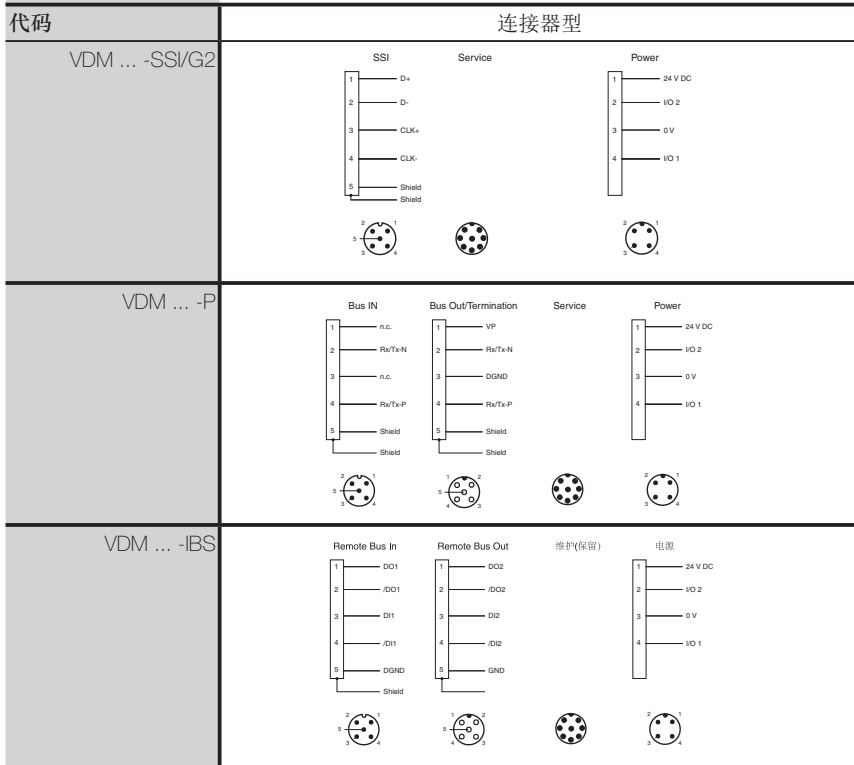 代码 连接器型
VDM ... -SSI/G2
SSI Service Power
1 D+ 1 24 V DC
2 D- 2 I/O 2
3 CLK+ 3 0 V
4 CLK- 4 I/O 1
5 Shield
Shield
2 1 2 1
5
3 4 3 4
VDM ... -P
Bus IN Bus Out/Termination Service Power
1 n.c. 1 VP 1 24 V DC
2 Rx/Tx-N 2 Rx/Tx-N 2 I/O 2
3 n.c. 3 DGND 3 0 V
4 Rx/Tx-P 4 Rx/Tx-P 4 I/O 1
5 Shield 5 Shield
Shield Shield
2 1 1 2 2 1
5 5
3 4 4 3 3 4
VDM ... -IBS
Remote Bus In Remote Bus Out 维护(保留) 电源
1 DO1 1 DO2 1 24 V DC
2 /DO1 2 /DO2 2 I/O 2
3 DI1 3 DI2 3 0 V
4 /DI1 4 /DI2 4 I/O 1
5 DGND 5 GND
Shield
2 1 1 2 2 1
5 5
3 4 4 3 3 4